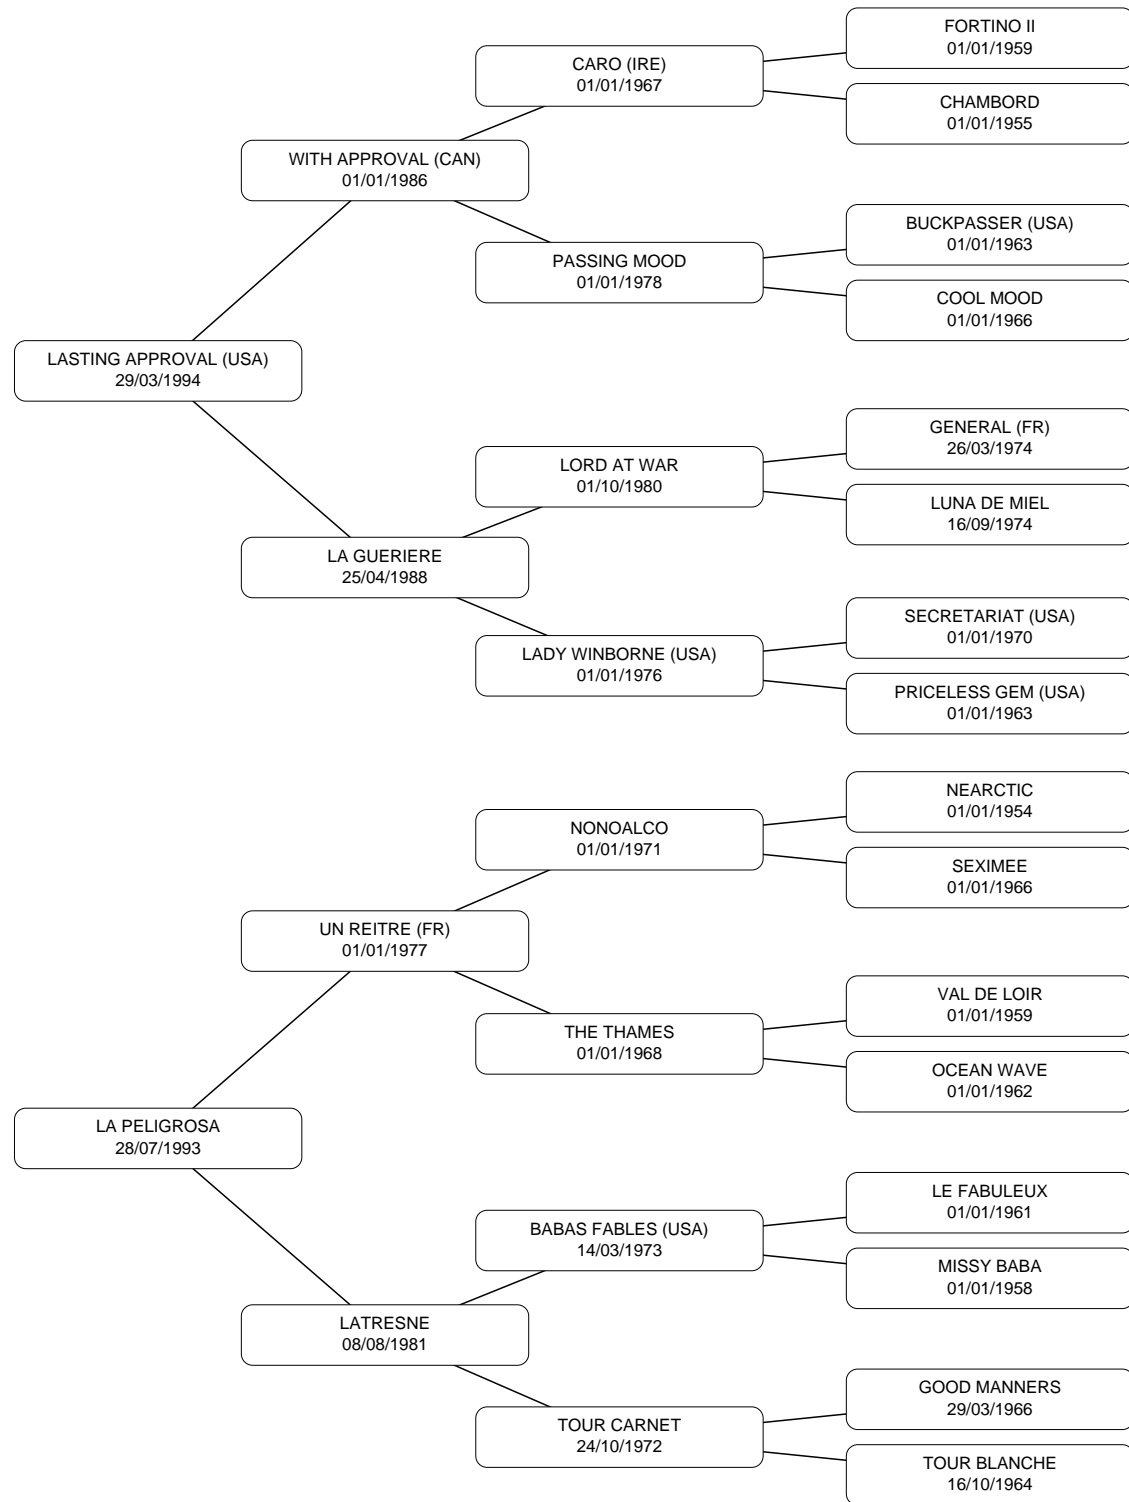 FORTINO II
01/01/1959
CARO (IRE)
01/01/1967
CHAMBORD
01/01/1955
WITH APPROVAL (CAN)
01/01/1986
BUCKPASSER (USA)
01/01/1963
PASSING MOOD
01/01/1978
COOL MOOD
01/01/1966
LASTING APPROVAL (USA)
29/03/1994
GENERAL (FR)
26/03/1974
LORD AT WAR
01/10/1980
LUNA DE MIEL
16/09/1974
LA GUERIERE
25/04/1988
SECRETARIAT (USA)
01/01/1970
LADY WINBORNE (USA)
01/01/1976
PRICELESS GEM (USA)
01/01/1963
NEARCTIC
01/01/1954
NONOALCO
01/01/1971
SEXIMEE
01/01/1966
UN REITRE (FR)
01/01/1977
VAL DE LOIR
01/01/1959
THE THAMES
01/01/1968
OCEAN WAVE
01/01/1962
LA PELIGROSA
28/07/1993
LE FABULEUX
01/01/1961
BABAS FABLES (USA)
14/03/1973
MISSY BABA
01/01/1958
LATRESNE
08/08/1981
GOOD MANNERS
29/03/1966
TOUR CARNET
24/10/1972
TOUR BLANCHE
16/10/1964